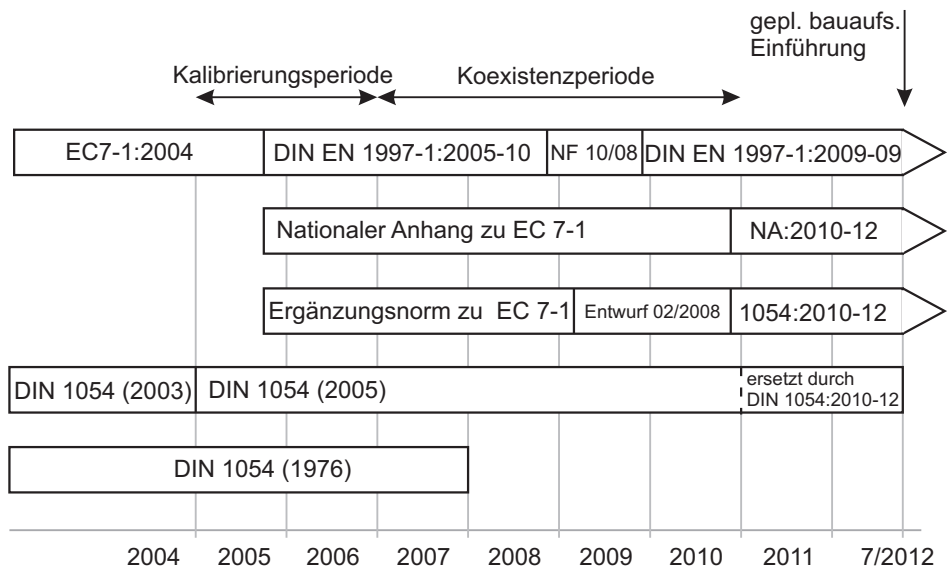 gepl. bauaufs.
Einführung
Kalibrierungsperiode
Koexistenzperiode
EC7-1:2004
DIN EN 1997-1:2005-10
NF 10/08
DIN EN 1997-1:2009-09
Nationaler Anhang zu EC 7-1
NA:2010-12
Ergänzungsnorm zu EC 7-1
Entwurf 02/2008
1054:2010-12
DIN 1054 (2003)
DIN 1054 (2005)
ersetzt durch
DIN 1054:2010-12
DIN 1054 (1976)
2004 2005 2006 2007 2008 2009 2010 2011 7/2012